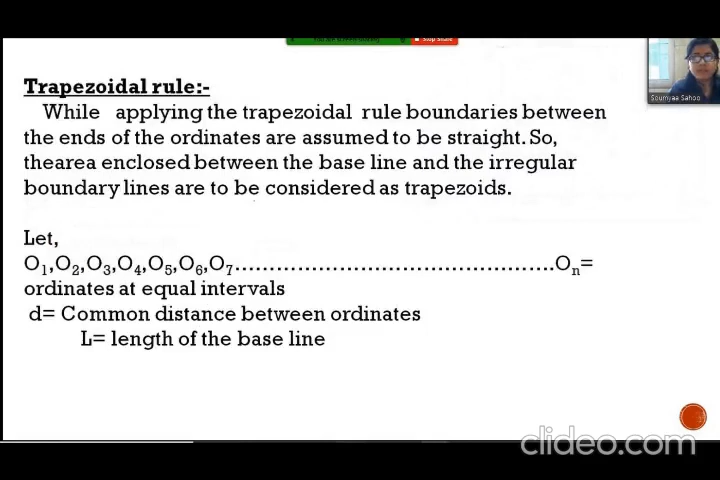 Stop Share
Soumyaa Sahoo
Trapezoidal rule:-
While applying the trapezoidal rule boundaries between
the ends of the ordinates are assumed to be straight. So,
thearea enclosed between the base line and the irregular
boundary lines are to be considered as trapezoids.
Let,
O1,O2,O3,O4,O5,O6,O7……………………………………………….On=
ordinates at equal intervals
d= Common distance between ordinates
L= length of the base line
clideo.com